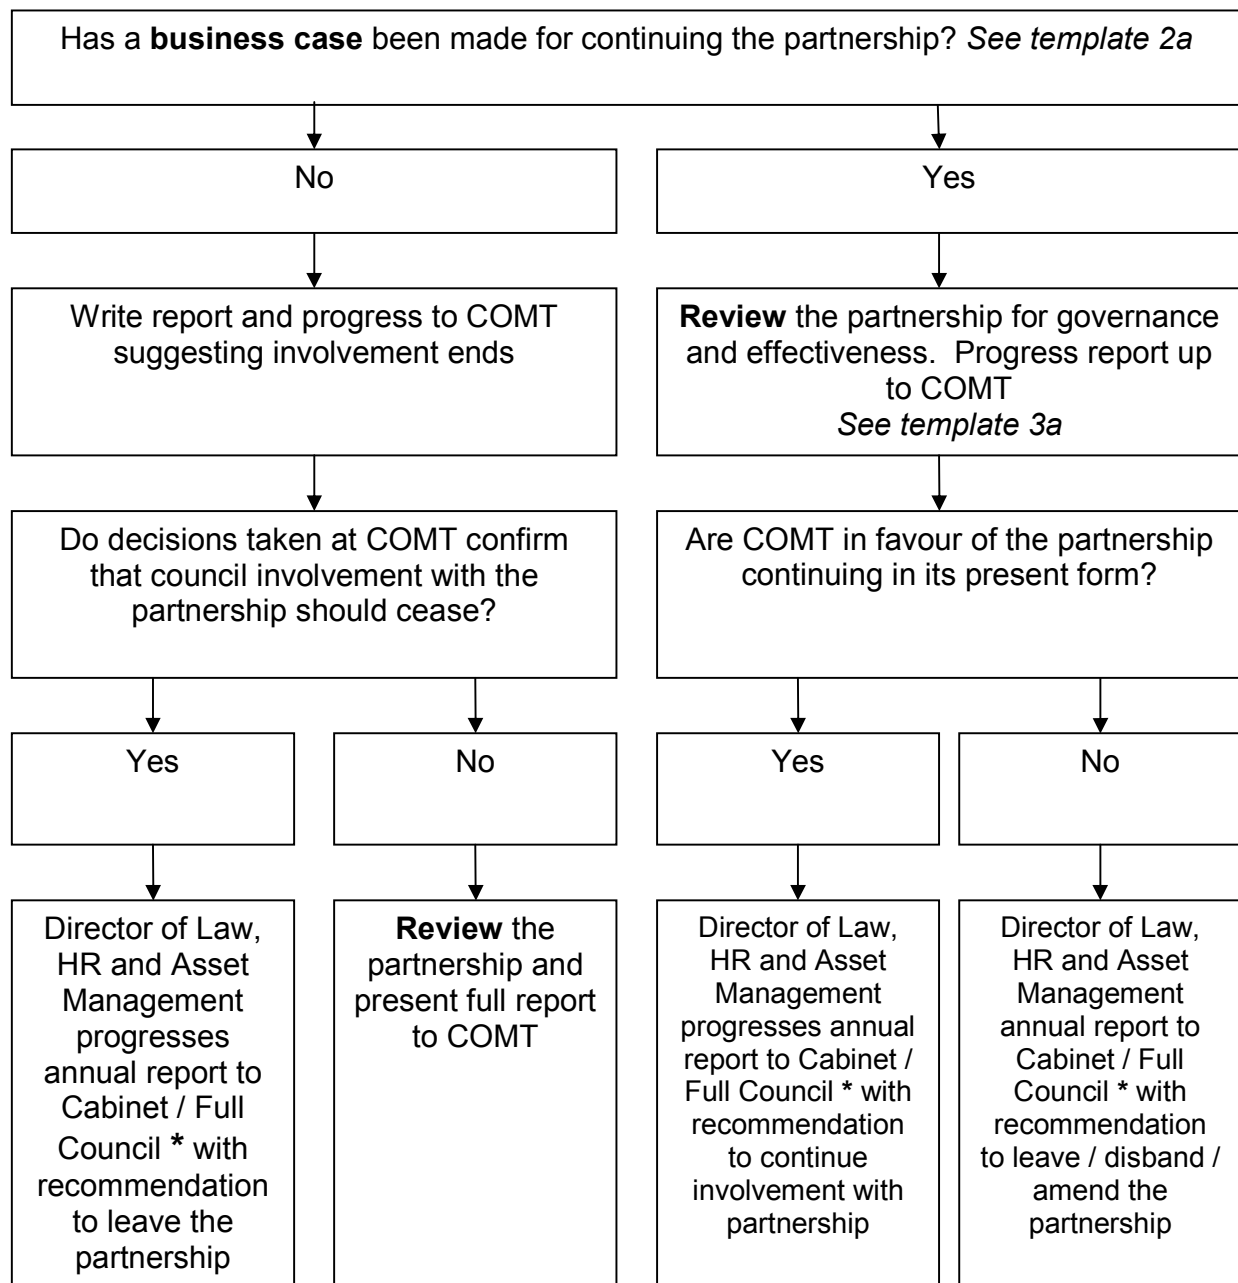 Has a business case been made for continuing the partnership? See template 2a
No
Yes
Write report and progress to COMT
suggesting involvement ends
Review the partnership for governance
and effectiveness. Progress report up
to COMT
See template 3a
Do decisions taken at COMT confirm
that council involvement with the
partnership should cease?
Are COMT in favour of the partnership
continuing in its present form?
Yes
No
Yes
No
Director of Law,
HR and Asset
Management
progresses
annual report to
Cabinet / Full
Council * with
recommendation
to leave the
partnership
Review the
partnership and
present full report
to COMT
Director of Law,
HR and Asset
Management
progresses annual
report to Cabinet /
Full Council * with
recommendation
to continue
involvement with
partnership
Director of Law,
HR and Asset
Management
annual report to
Cabinet / Full
Council * with
recommendation
to leave / disband /
amend the
partnership